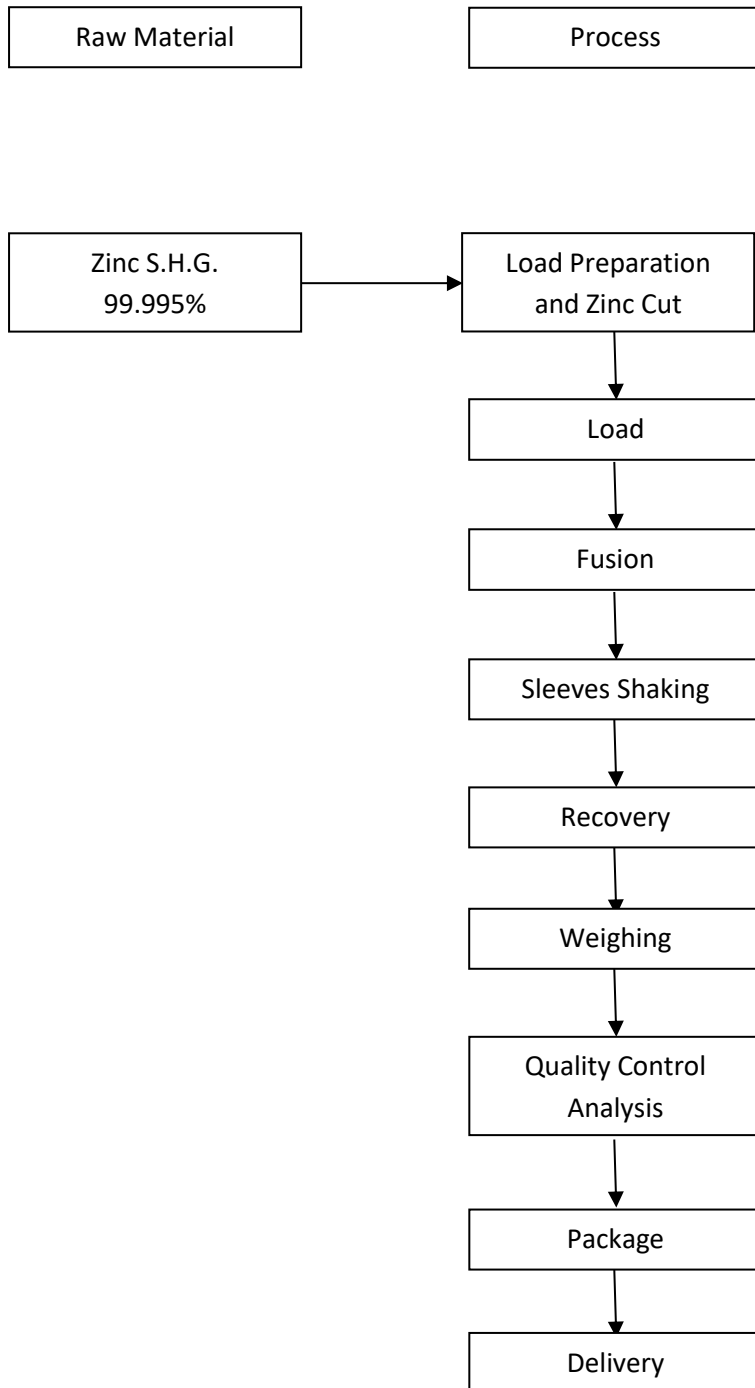 Raw Material
Process
Zinc S.H.G.
99.995%
Load Preparation
and Zinc Cut
Load
Fusion
Sleeves Shaking
Recovery
Weighing
Quality Control
Analysis
Package
Delivery